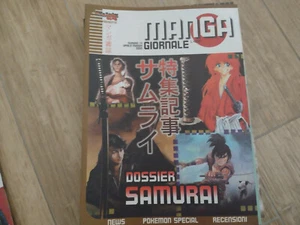 MANGA
GIORNALE
特集記事
サムライ
DOSSIER
SAMURAI
NEWS
POKEMON SPECIAL
RECENSIONI